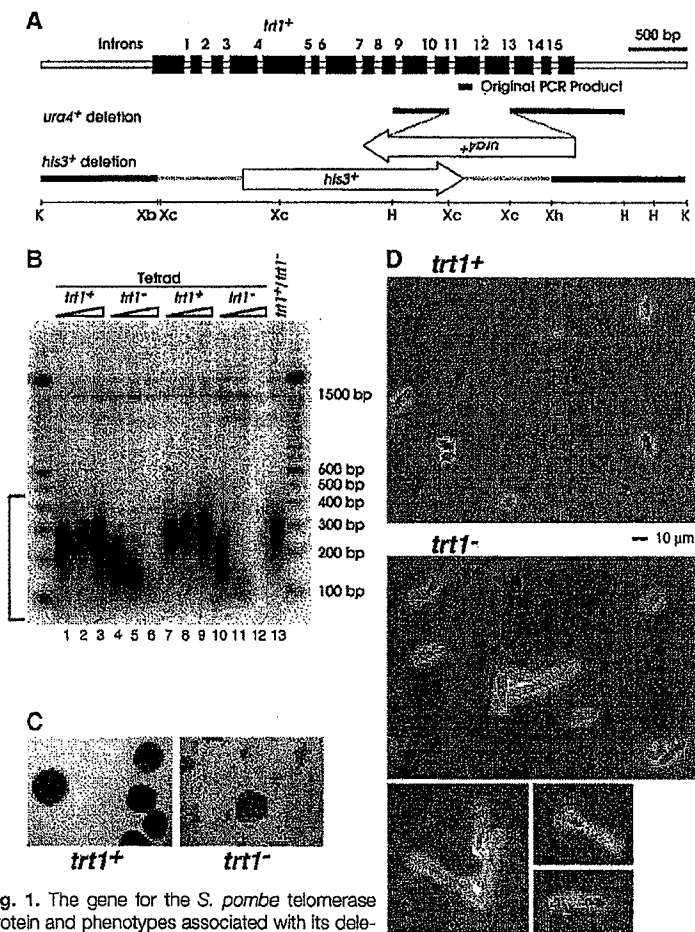 A
trt1+
Introns 1 2 3 4 5 6 7 8 9 10 11 12 13 14 15
500 bp
Original PCR Product
ura4+ deletion
ura4+
his3+ deletion
his3+
K Xb Xc Xc H Xc Xc Xh H H K
B
Tetrad
trt1+ trt1- trt1+ trt1- trt1+/trt1-
1500 bp
600 bp
500 bp
400 bp
300 bp
200 bp
100 bp
1 2 3 4 5 6 7 8 9 10 11 12 13
C
trt1+ trt1-
D
trt1+
trt1-
10 µm
g. 1. The gene for the S. pombe telomerase
rotein and phenotypes associated with its dele-